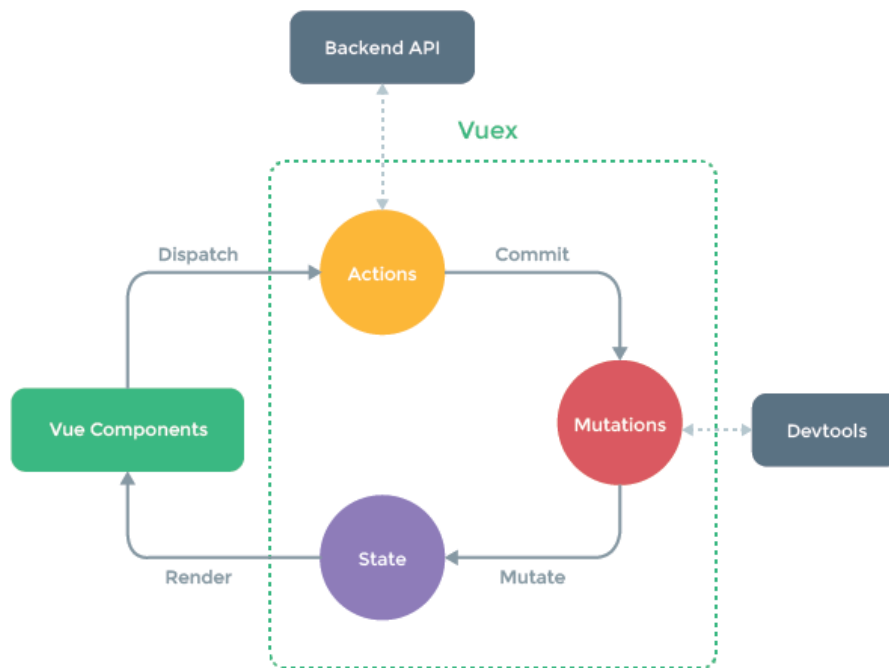 Backend API
Vuex
Dispatch
Commit
Actions
Vue Components
Mutations
Devtools
State
Render
Mutate